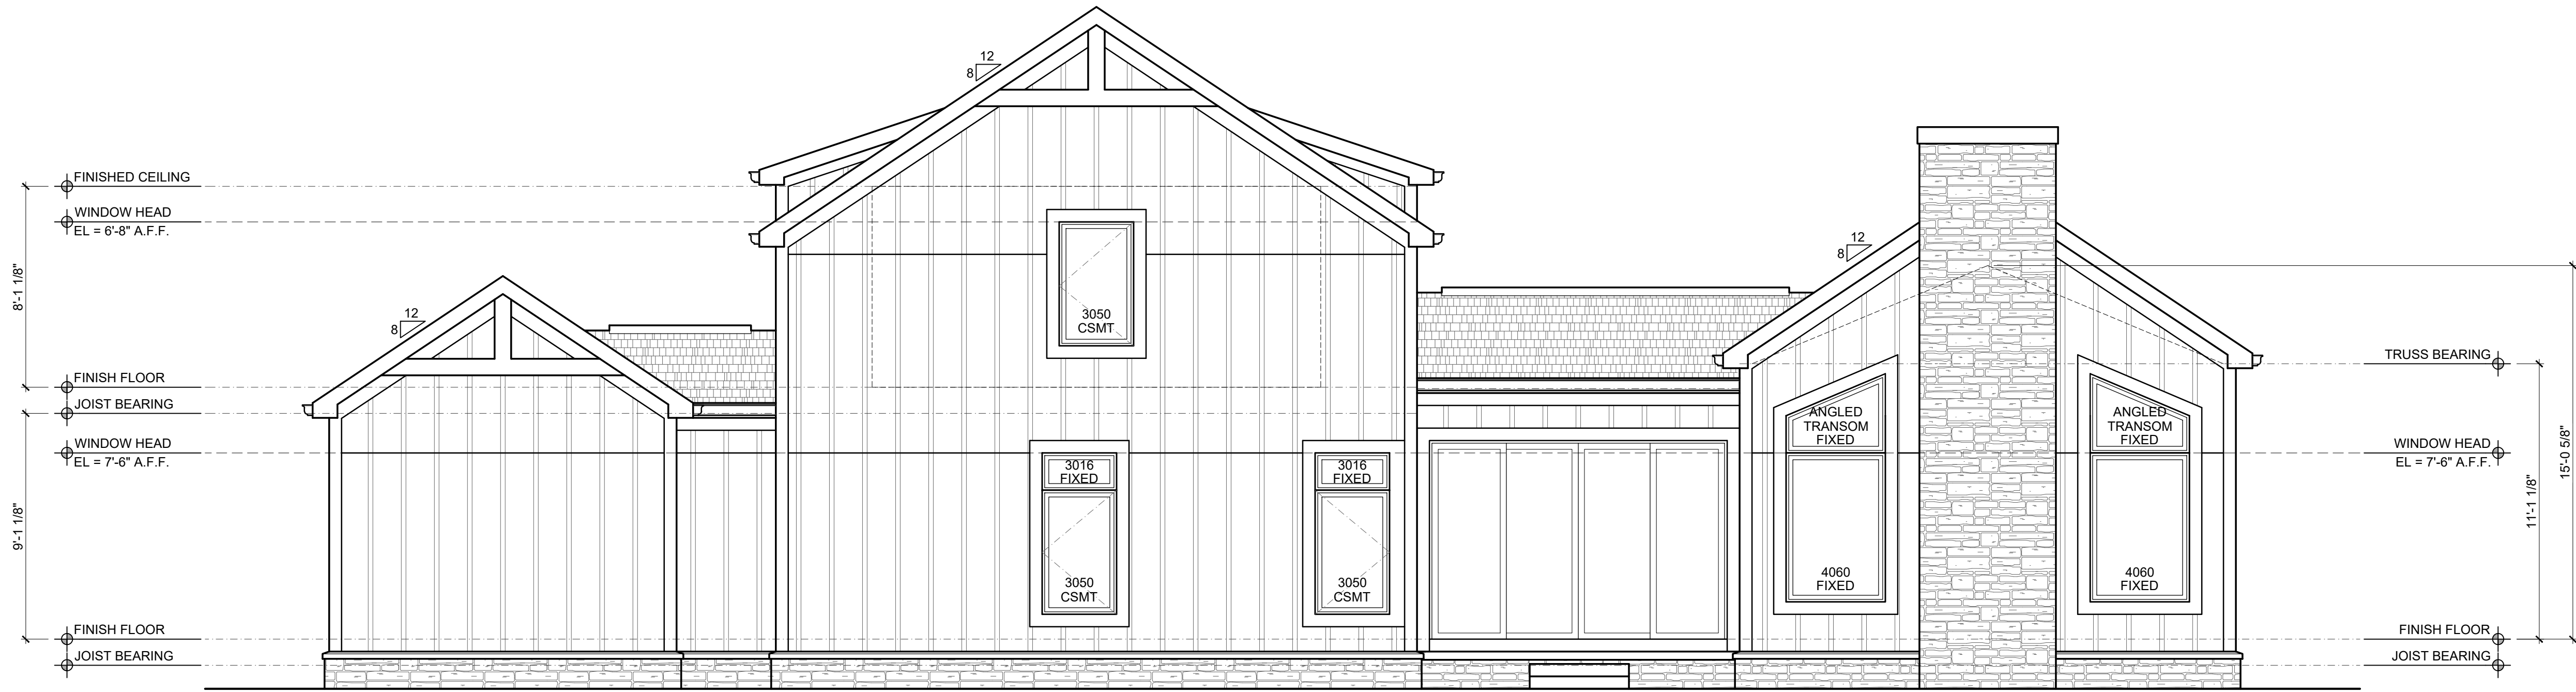 12
8
FINISHED CEILING
WINDOW HEAD
EL = 6'-8" A.F.F.
8'-1 1/8"
12
8
FINISH FLOOR
JOIST BEARING
WINDOW HEAD
EL = 7'-6" A.F.F.
9'-1 1/8"
FINISH FLOOR
JOIST BEARING
3050
CSMT
3016
FIXED
3050
CSMT
3016
FIXED
3050
CSMT
12
8
ANGLED
TRANSOM
FIXED
4060
FIXED
ANGLED
TRANSOM
FIXED
4060
FIXED
TRUSS BEARING
WINDOW HEAD
EL = 7'-6" A.F.F.
11'-1 1/8"
15'-0 5/8"
FINISH FLOOR
JOIST BEARING